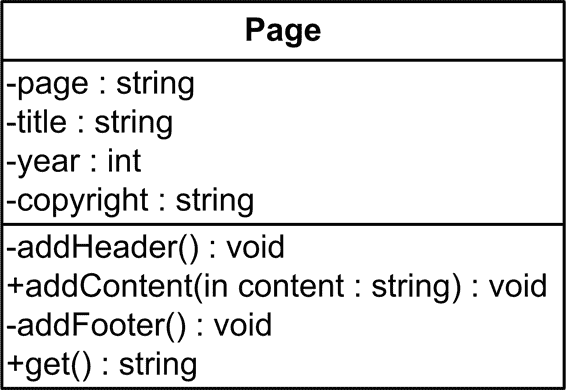 Page
-page : string
-title : string
-year : int
-copyright : string
-addHeader() : void
+addContent(in content : string) : void
-addFooter() : void
+get() : string